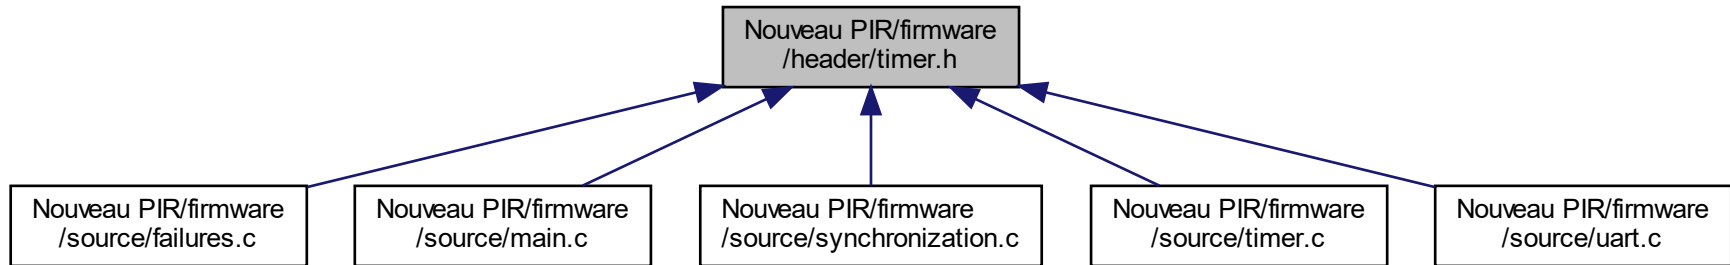 Nouveau PIR/firmware
/header/timer.h
Nouveau PIR/firmware
/source/failures.c
Nouveau PIR/firmware
/source/main.c
Nouveau PIR/firmware
/source/synchronization.c
Nouveau PIR/firmware
/source/timer.c
Nouveau PIR/firmware
/source/uart.c